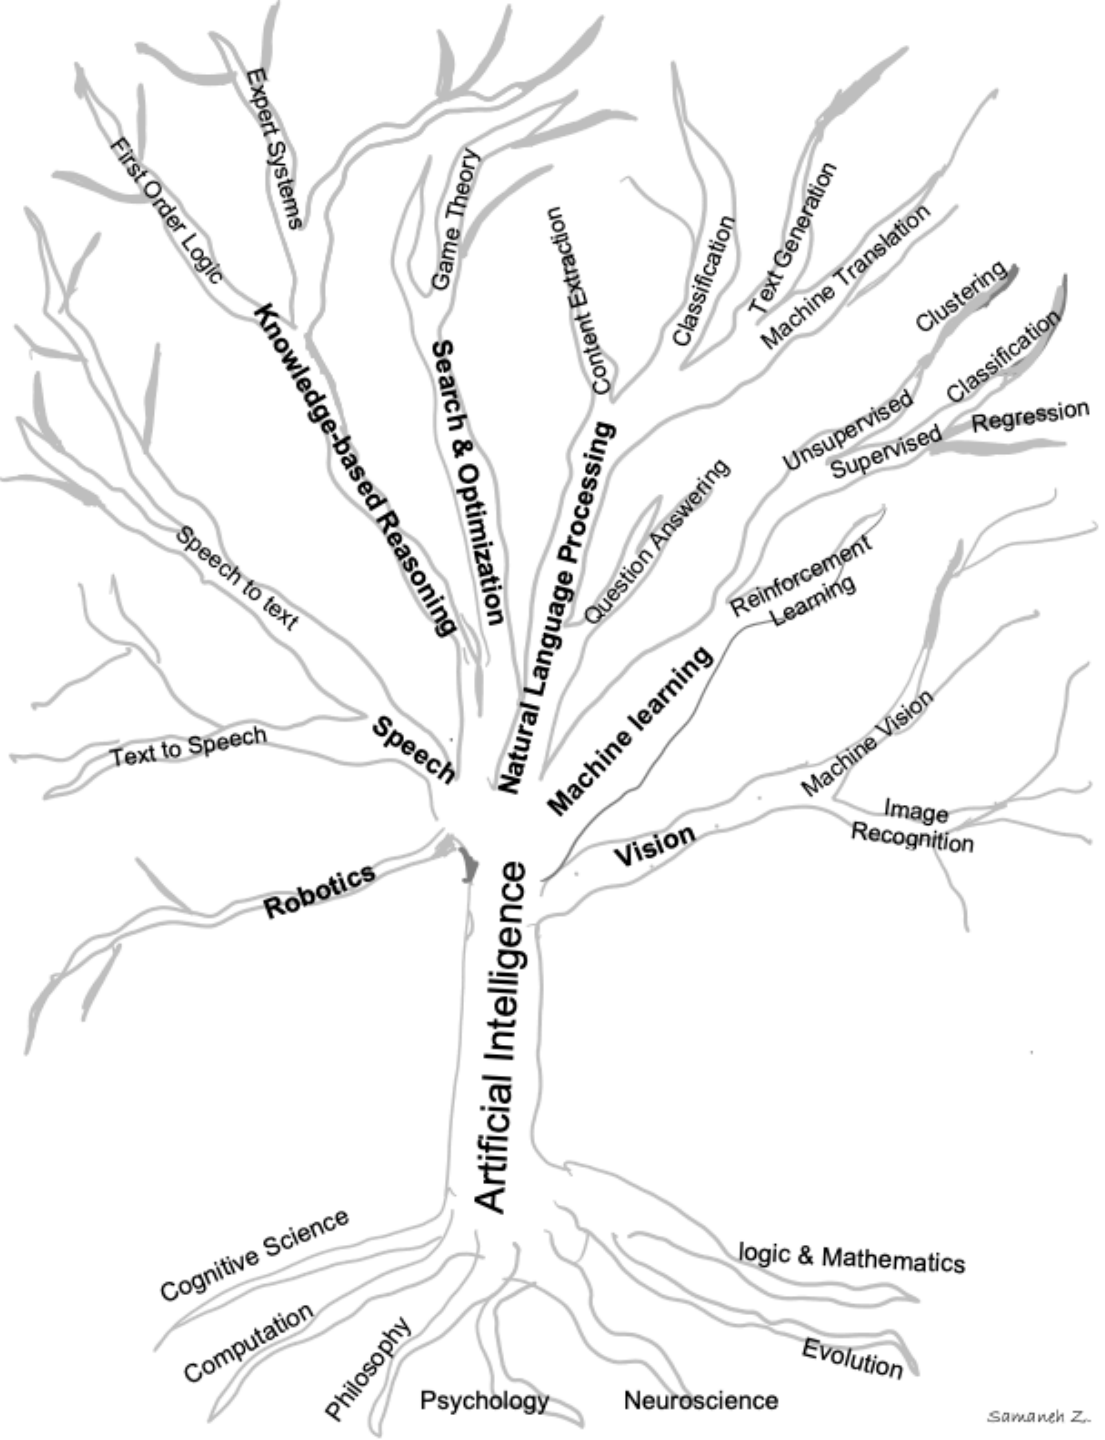 Expert Systems
First Order Logic
Knowledge-based Reasoning
Game Theory
Search & Optimization
Content Extraction
Classification
Text Generation
Machine Translation
Natural Language Processing
Question Answering
Clustering
Classification
Regression
Unsupervised
Supervised
Reinforcement
Learning
Machine learning
Speech to text
Text to Speech
Speech
Machine Vision
Image
Recognition
Vision
Robotics
Artificial Intelligence
Cognitive Science
Computation
Philosophy
Psychology
Neuroscience
Evolution
logic & Mathematics
Samaneh Z.